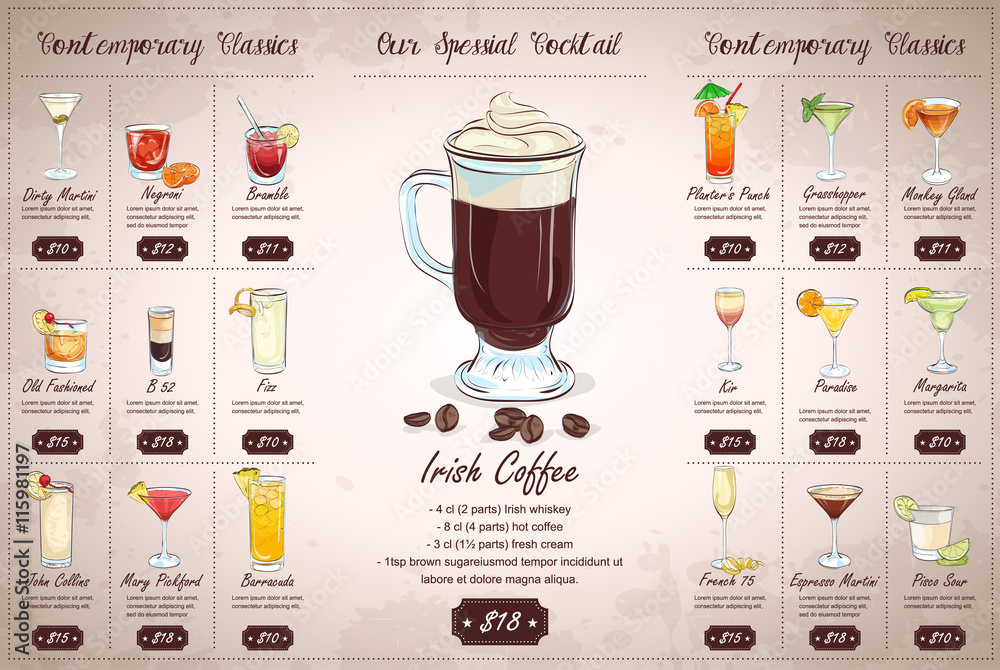 Contemporary Classics
Dirty Martini
Lorem ipsum dolor sit amet,
consectetur adipiscing elit,
$10
Negroni
Lorem ipsum dolor sit amet,
consectetur adipiscing elit,
sed do eiusmod tempor
$12
Bramble
Lorem ipsum dolor sit amet,
consectetur adipiscing elit,
$11
Old Fashioned
Lorem ipsum dolor sit amet,
consectetur adipiscing elit,
$15
B 52
Lorem ipsum dolor sit amet,
consectetur adipiscing elit,
$18
Fizz
Lorem ipsum dolor sit amet,
consectetur adipiscing elit,
$10
John Collins
Lorem ipsum dolor sit amet,
consectetur adipiscing elit,
$15
Mary Pickford
Lorem ipsum dolor sit amet,
consectetur adipiscing elit,
sed do eiusmod tempor
$18
Barracuda
Lorem ipsum dolor sit amet,
consectetur adipiscing elit,
$10
Our Spessial Cocktail
Irish Coffee
- 4 cl (2 parts) Irish whiskey
- 8 cl (4 parts) hot coffee
- 3 cl (1½ parts) fresh cream
- 1tsp brown sugareiusmod tempor incididunt ut
labore et dolore magna aliqua.
$18
Contemporary Classics
Planter's Punch
Lorem ipsum dolor sit amet,
consectetur adipiscing elit,
$10
Grasshopper
Lorem ipsum dolor sit amet,
consectetur adipiscing elit,
sed do eiusmod tempor
$12
Monkey Gland
Lorem ipsum dolor sit amet,
consectetur adipiscing elit,
$11
Kir
Lorem ipsum dolor sit amet,
consectetur adipiscing elit,
$15
Paradise
Lorem ipsum dolor sit amet,
consectetur adipiscing elit,
$18
Margarita
Lorem ipsum dolor sit amet,
consectetur adipiscing elit,
$10
French 75
Lorem ipsum dolor sit amet,
consectetur adipiscing elit,
$15
Espresso Martini
Lorem ipsum dolor sit amet,
consectetur adipiscing elit,
sed do eiusmod tempor
$18
Pisco Sour
Lorem ipsum dolor sit amet,
consectetur adipiscing elit,
$10
Adobe Stock | #115981197